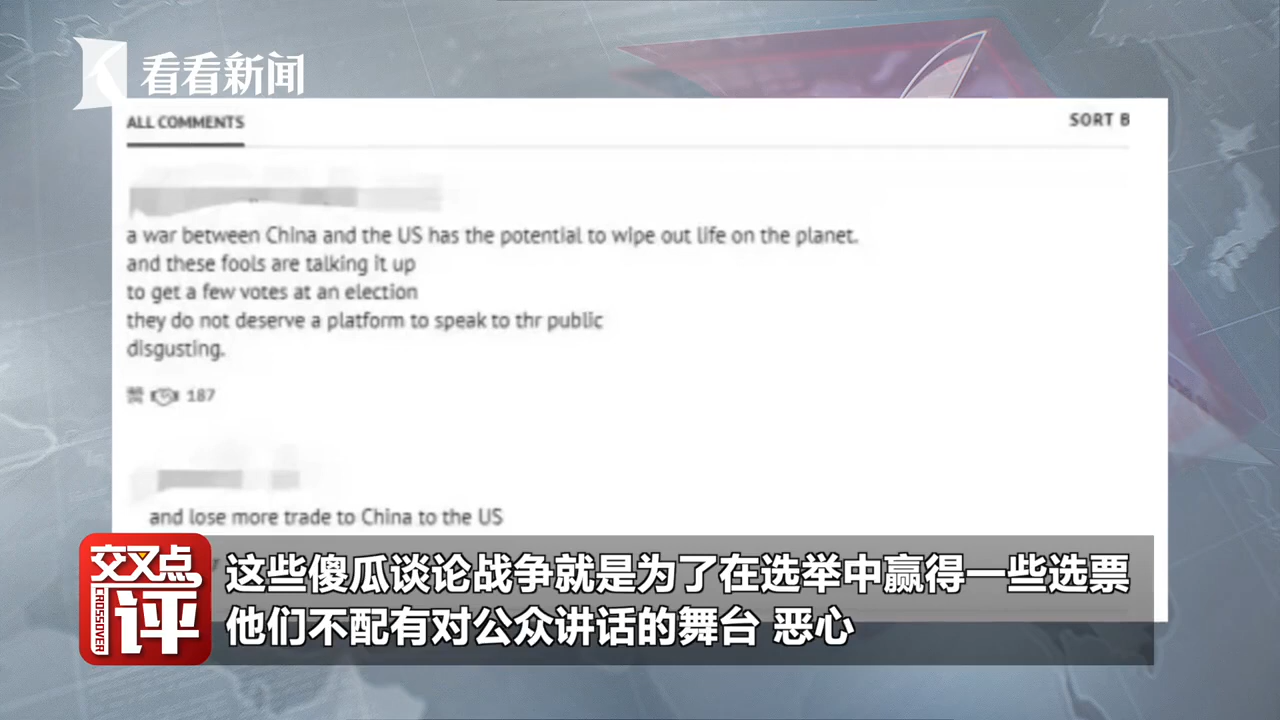 看看新闻
ALL COMMENTS
SORT B
a war between China and the US has the potential to wipe out life on the planet.
and these fools are talking it up
to get a few votes at an election
they do not deserve a platform to speak to thr public
disgusting.
赞 187
and lose more trade to China to the US
交叉点
CROSSOVER
评
这些傻瓜谈论战争就是为了在选举中赢得一些选票
他们不配有对公众讲话的舞台 恶心